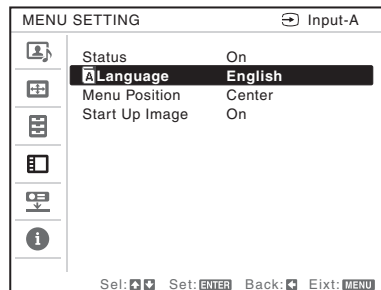 MENU SETTING Input-A
Status On
A Language English
Menu Position Center
Start Up Image On
Sel: Set: ENTER Back: Eixt: MENU